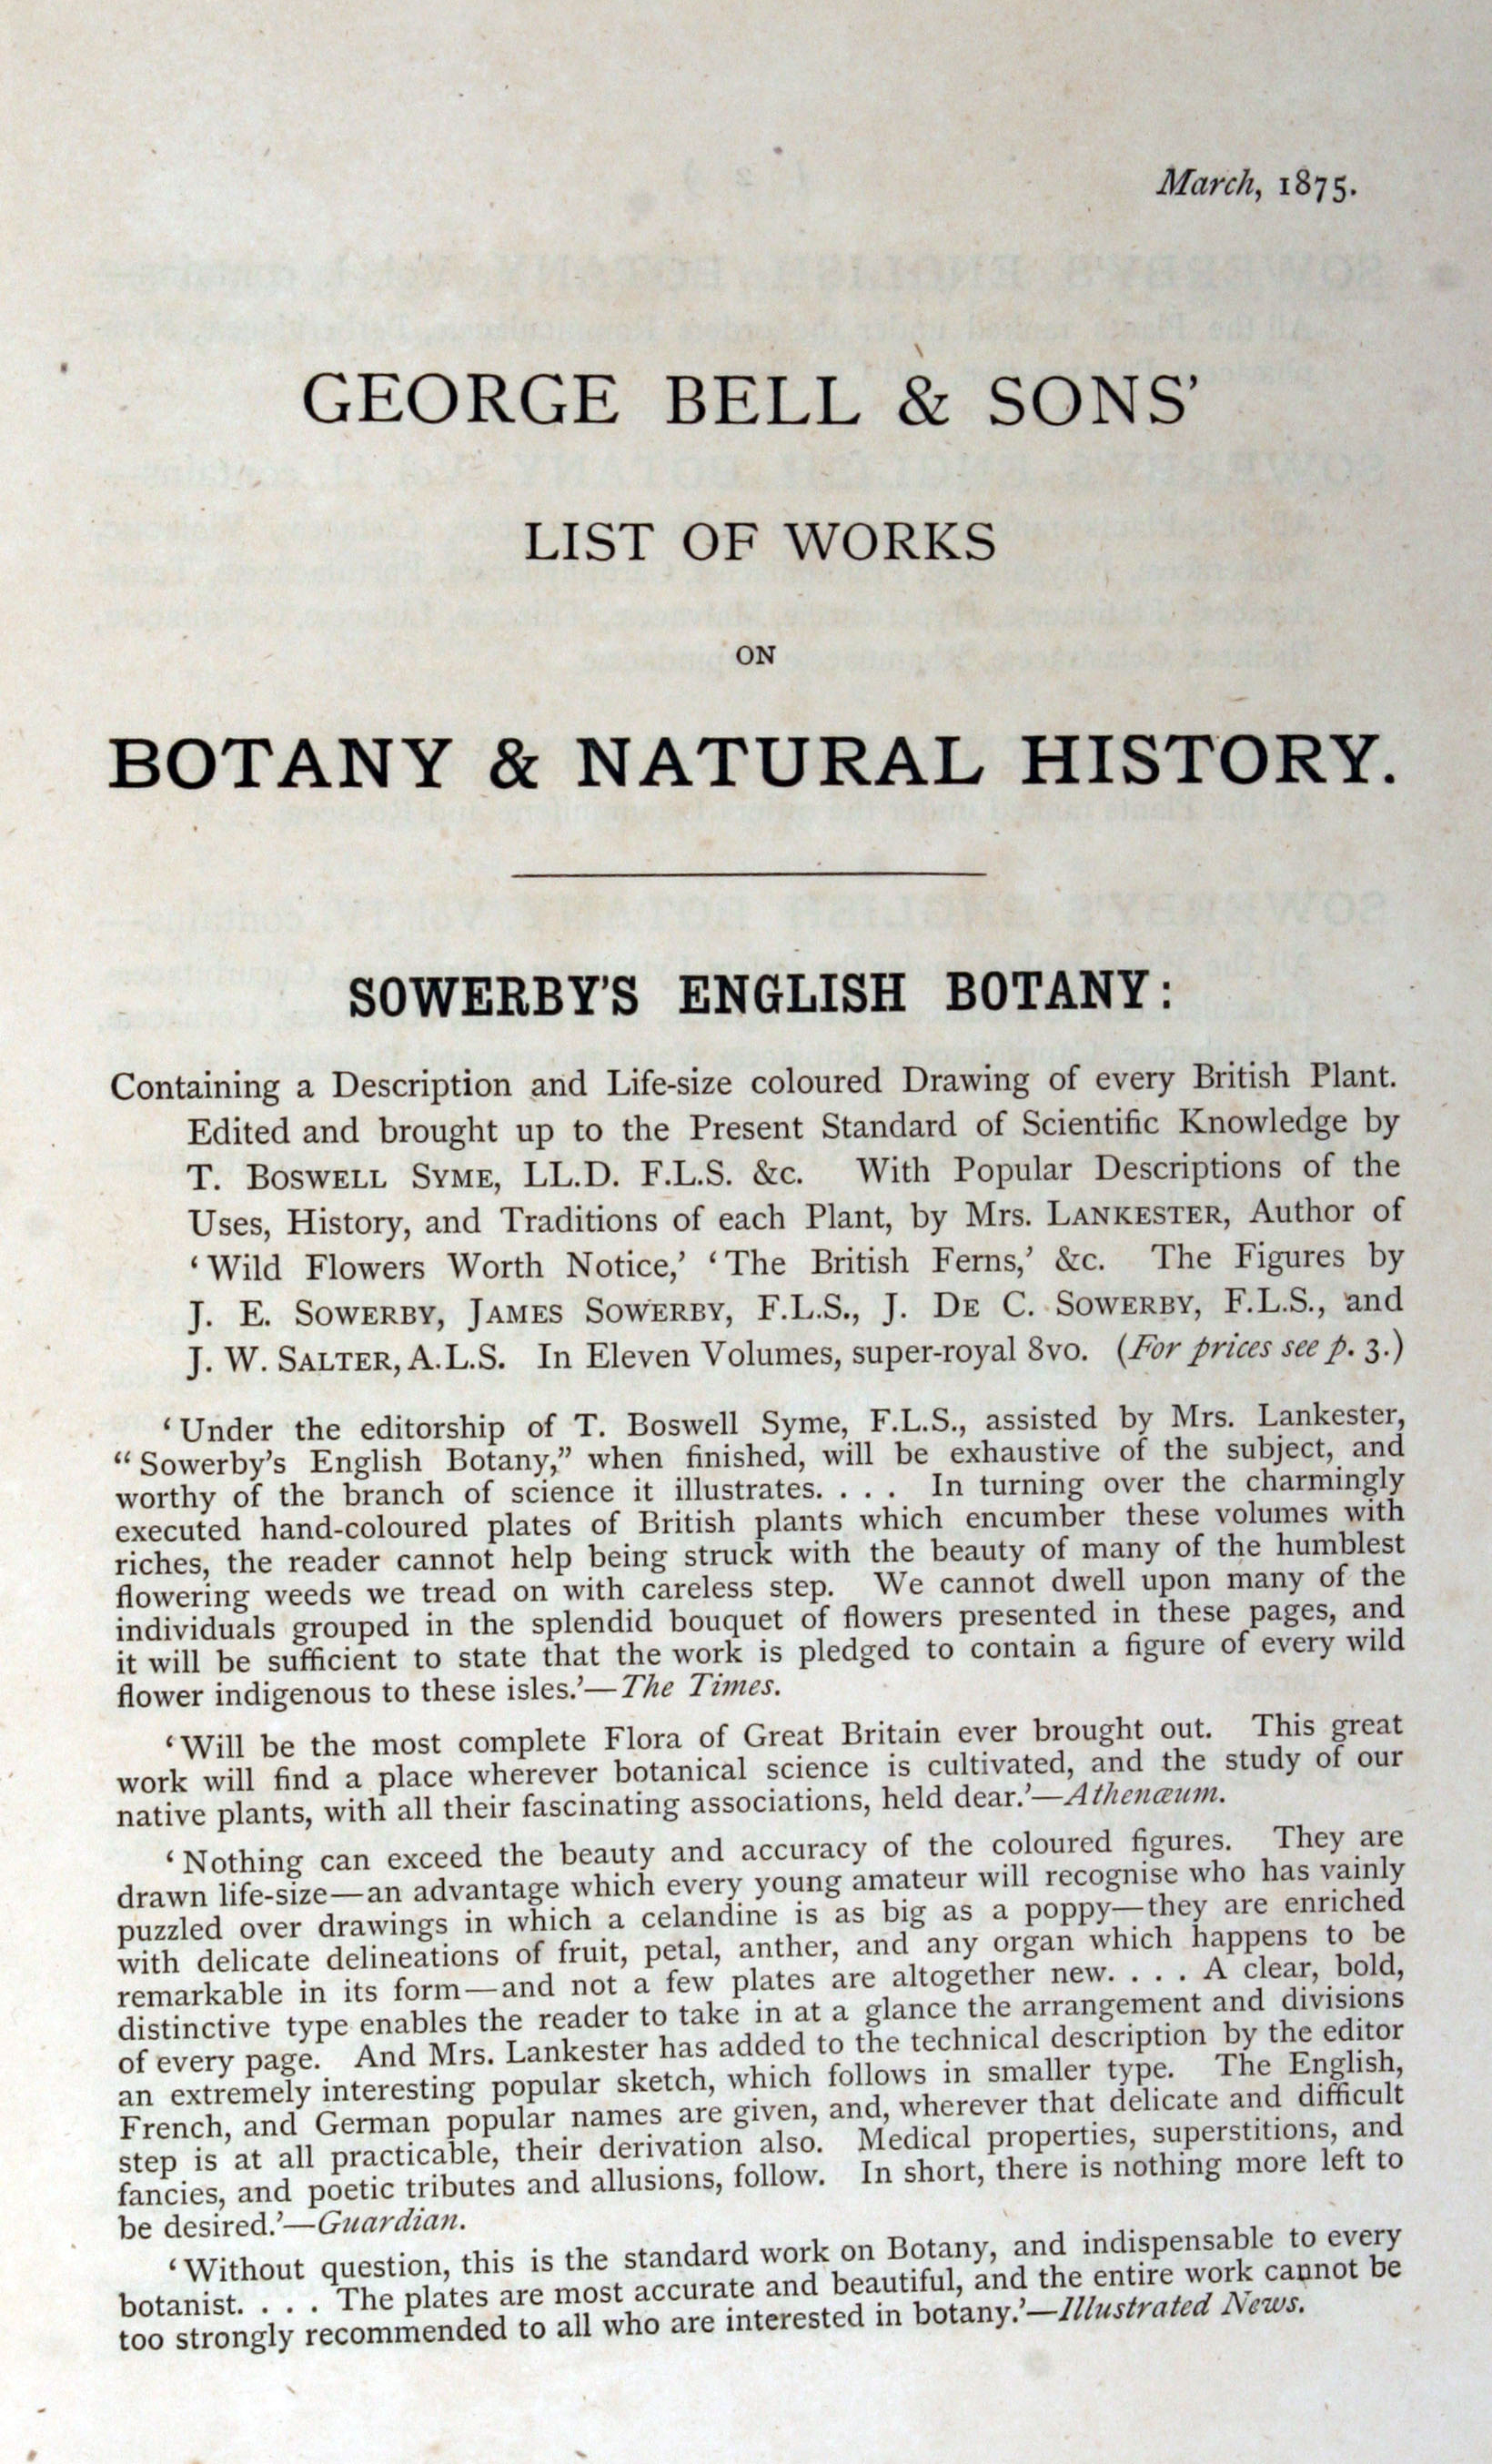 March, 1875.
GEORGE BELL & SONS'
LIST OF WORKS
ON
BOTANY & NATURAL HISTORY.
SOWERBY'S ENGLISH BOTANY:
Containing a Description and Life-size coloured Drawing of every British Plant.
Edited and brought up to the Present Standard of Scientific Knowledge by
T. BOSWELL SYME, LL.D. F.L.S. &c. With Popular Descriptions of the
Uses, History, and Traditions of each Plant, by Mrs. LANKESTER, Author of
‘Wild Flowers Worth Notice,’ ‘The British Ferns,’ &c. The Figures by
J. E. SOWERBY, JAMES SOWERBY, F.L.S., J. DE C. SOWERBY, F.L.S., and
J. W. SALTER, A.L.S. In Eleven Volumes, super-royal 8vo. (For prices see p. 3.)
‘Under the editorship of T. Boswell Syme, F.L.S., assisted by Mrs. Lankester,
“Sowerby's English Botany,” when finished, will be exhaustive of the subject, and
worthy of the branch of science it illustrates. . . . In turning over the charmingly
executed hand-coloured plates of British plants which encumber these volumes with
riches, the reader cannot help being struck with the beauty of many of the humblest
flowering weeds we tread on with careless step. We cannot dwell upon many of the
individuals grouped in the splendid bouquet of flowers presented in these pages, and
it will be sufficient to state that the work is pledged to contain a figure of every wild
flower indigenous to these isles.’—The Times.
‘Will be the most complete Flora of Great Britain ever brought out. This great
work will find a place wherever botanical science is cultivated, and the study of our
native plants, with all their fascinating associations, held dear.’—Athenæum.
‘Nothing can exceed the beauty and accuracy of the coloured figures. They are
drawn life-size—an advantage which every young amateur will recognise who has vainly
puzzled over drawings in which a celandine is as big as a poppy—they are enriched
with delicate delineations of fruit, petal, anther, and any organ which happens to be
remarkable in its form—and not a few plates are altogether new. . . . A clear, bold,
distinctive type enables the reader to take in at a glance the arrangement and divisions
of every page. And Mrs. Lankester has added to the technical description by the editor
an extremely interesting popular sketch, which follows in smaller type. The English,
French, and German popular names are given, and, wherever that delicate and difficult
step is at all practicable, their derivation also. Medical properties, superstitions, and
fancies, and poetic tributes and allusions, follow. In short, there is nothing more left to
be desired.’—Guardian.
‘Without question, this is the standard work on Botany, and indispensable to every
botanist. . . . The plates are most accurate and beautiful, and the entire work cannot be
too strongly recommended to all who are interested in botany.’—Illustrated News.